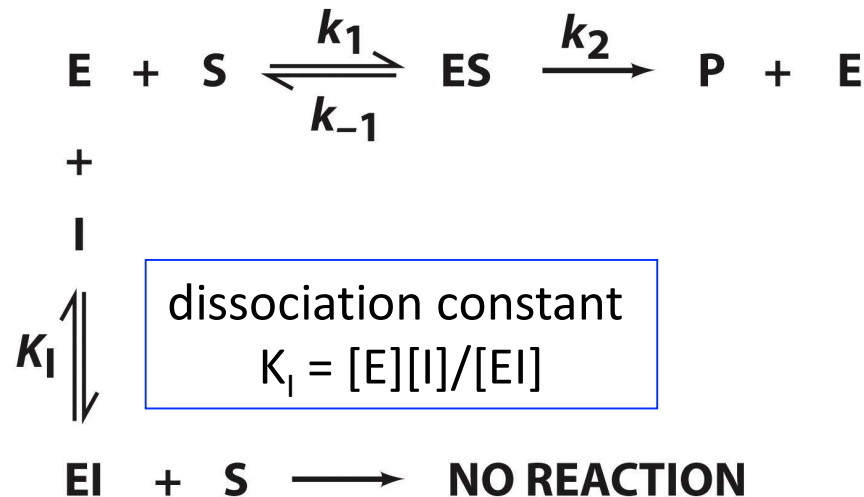 k1
E + S ES k2 P + E
k−1
+
I
dissociation constant
KI KI = [E][I]/[EI]
EI + S NO REACTION